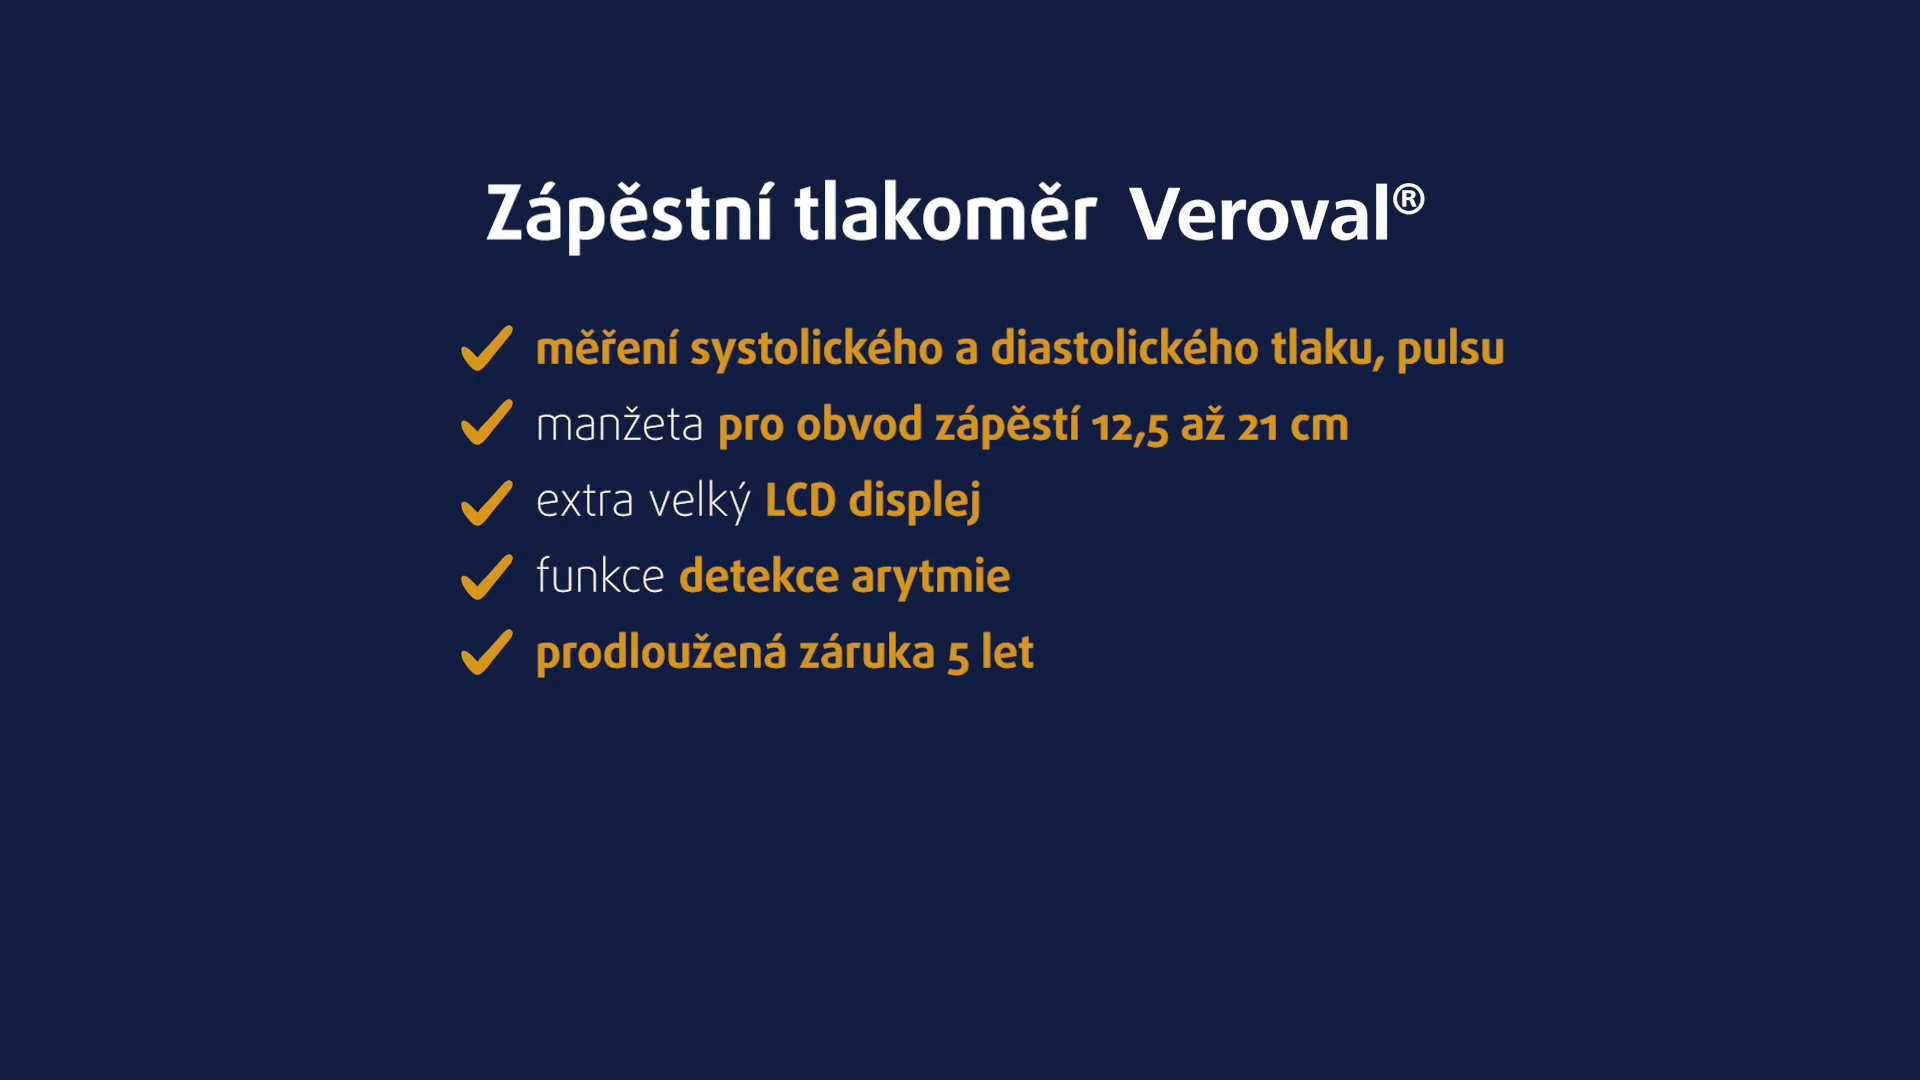 Zápěstní tlakoměr Veroval®
měření systolického a diastolického tlaku, pulsu
manžeta pro obvod zápěstí 12,5 až 21 cm
extra velký LCD displej
funkce detekce arytmie
prodloužená záruka 5 let